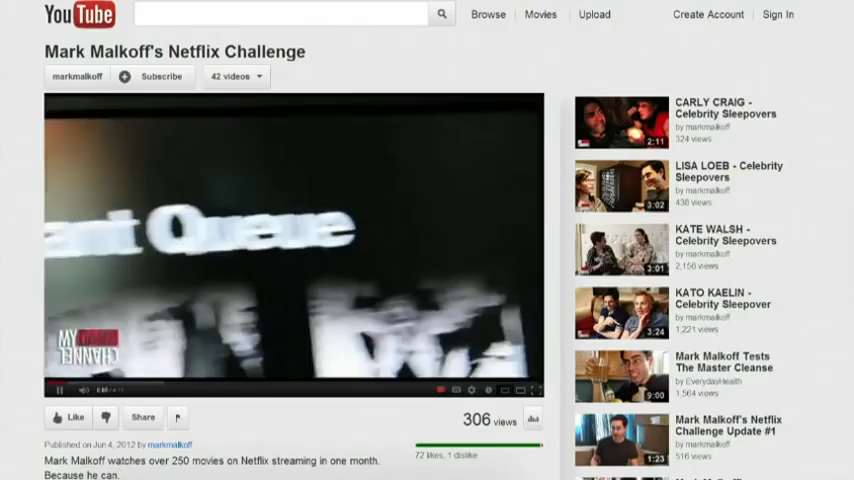 YouTube
Browse
Movies
Upload
Create Account
Sign In
Mark Malkoff's Netflix Challenge
markmalkoff
Subscribe
42 videos
ant Queue
MY
DAMN
CHANNEL
Like
Share
306 views
Published on Jun 4, 2012 by markmalkoff
72 likes, 1 dislike
Mark Malkoff watches over 250 movies on Netflix streaming in one month.
Because he can.
CARLY CRAIG -
Celebrity Sleepovers
by markmalkoff
324 views
2:11
LISA LOEB - Celebrity
Sleepovers
by markmalkoff
438 views
3:02
KATE WALSH -
Celebrity Sleepovers
by markmalkoff
2,156 views
3:01
KATO KAELIN -
Celebrity Sleepover
by markmalkoff
1,221 views
3:24
Mark Malkoff Tests
The Master Cleanse
by EverydayHealth
1,564 views
9:00
Mark Malkoff's Netflix
Challenge Update #1
by markmalkoff
516 views
1:23